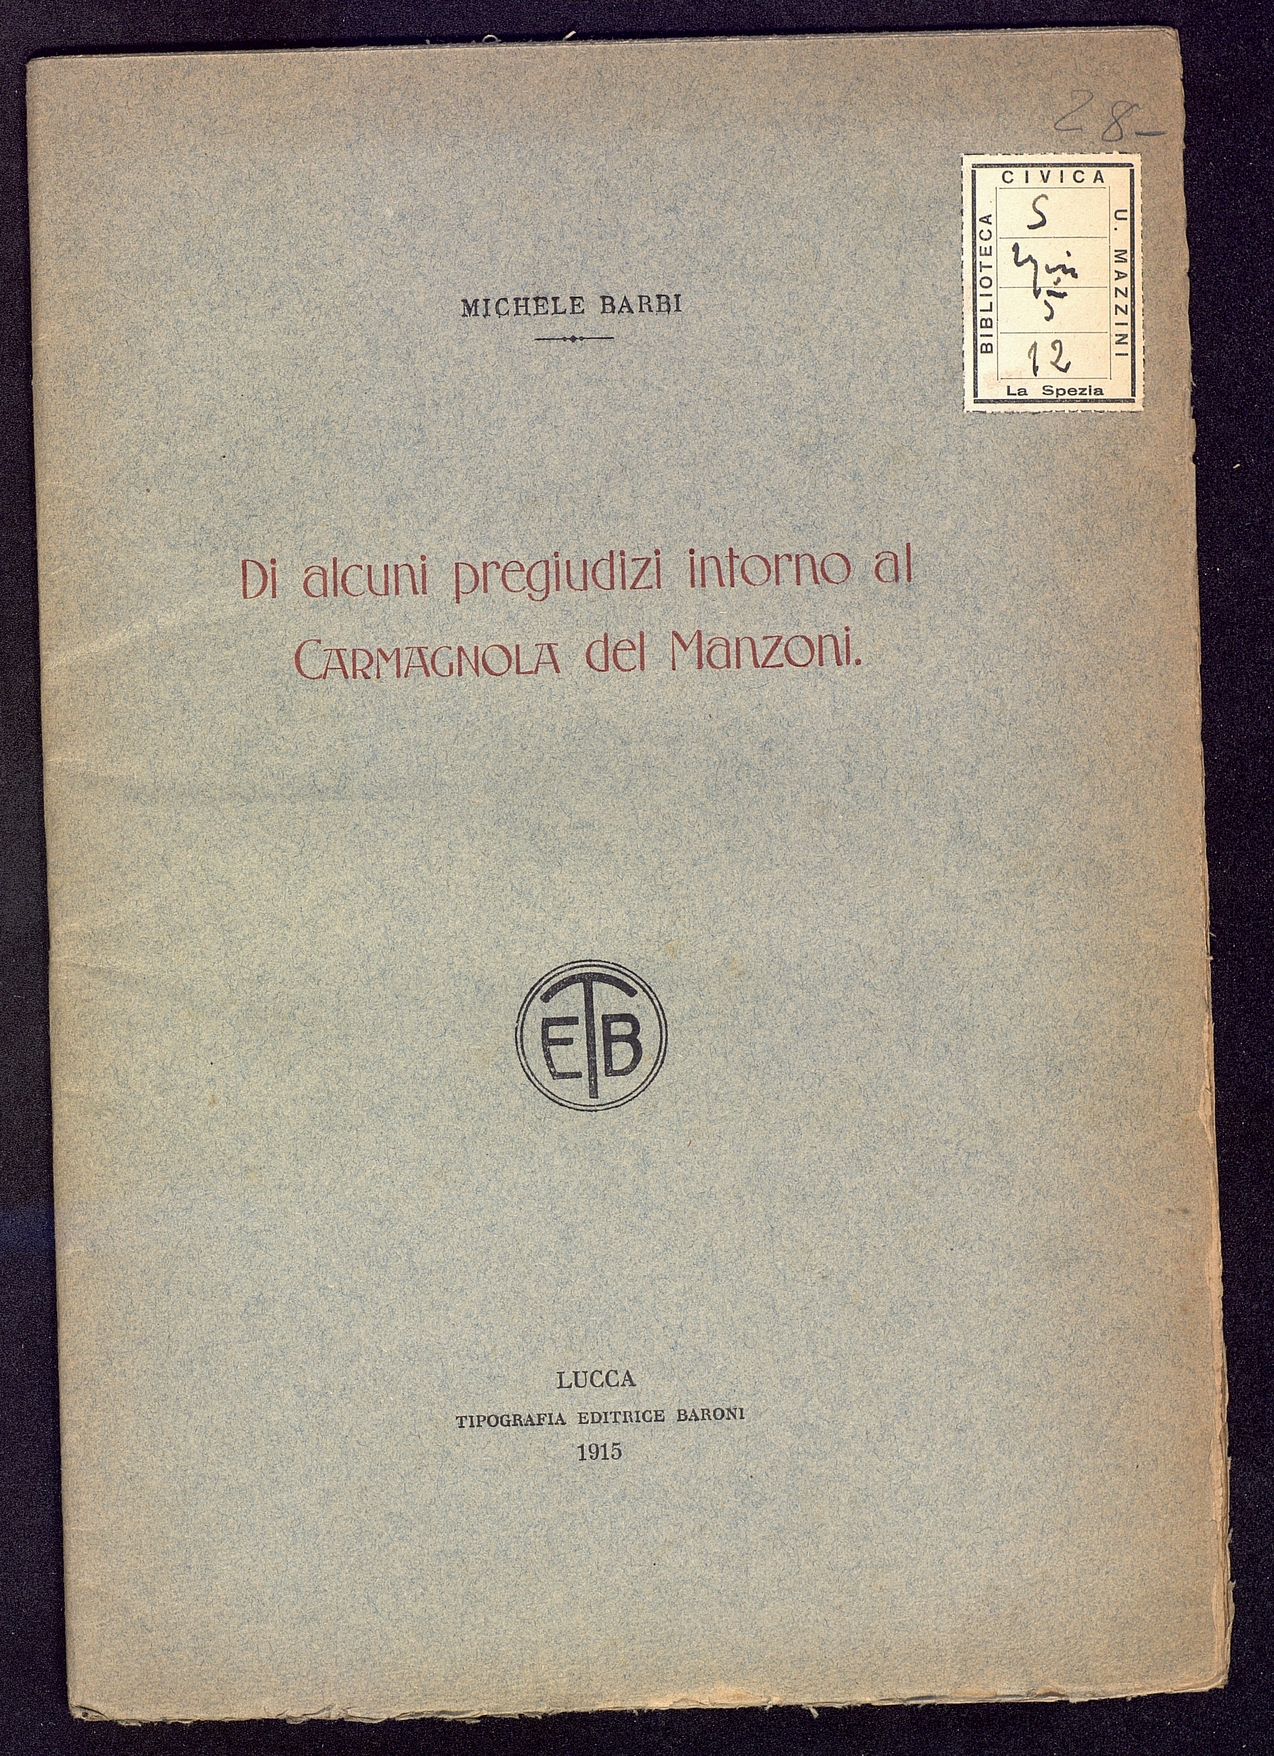 28-
CIVICA
BIBLIOTECA
U. MAZZINI
S
5
12
La Spezia
MICHELE BARBI
Di alcuni pregiudizi intorno al
CARMAGNOLA del Manzoni.
ETB
LUCCA
TIPOGRAFIA EDITRICE BARONI
1915